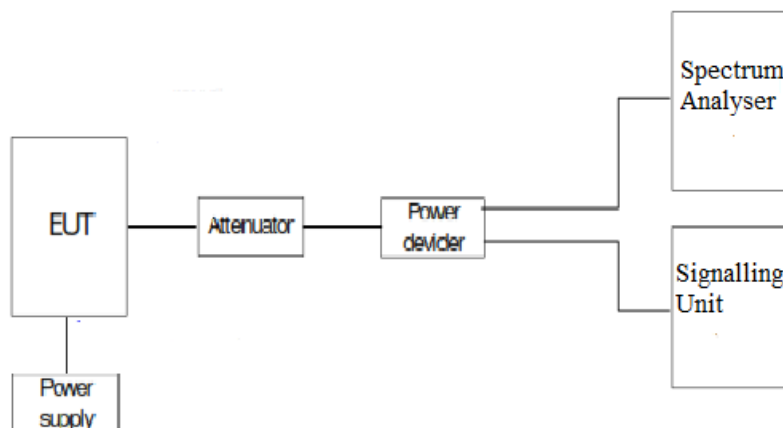 Spectrum
Analyser
EUT
Attenuator
Power
devider
Signalling
Unit
Power
supply